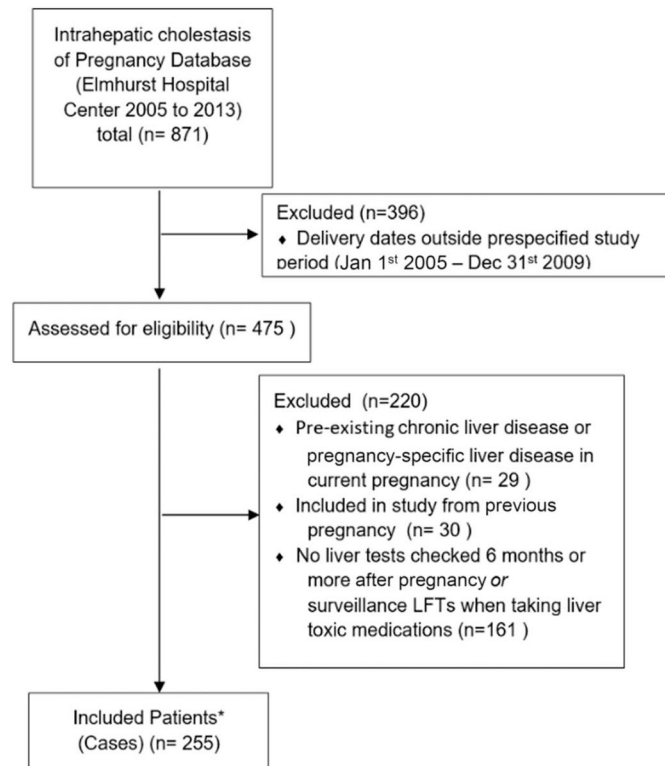 Intrahepatic cholestasis
of Pregnancy Database
(Elmhurst Hospital
Center 2005 to 2013)
total (n= 871)
Excluded (n=396)
♦ Delivery dates outside prespecified study
period (Jan 1st 2005 – Dec 31st 2009)
Assessed for eligibility (n= 475 )
Excluded (n=220)
♦ Pre-existing chronic liver disease or
pregnancy-specific liver disease in
current pregnancy (n= 29 )
♦ Included in study from previous
pregnancy (n= 30 )
♦ No liver tests checked 6 months or
more after pregnancy or
surveillance LFTs when taking liver
toxic medications (n=161 )
Included Patients*
(Cases) (n= 255)